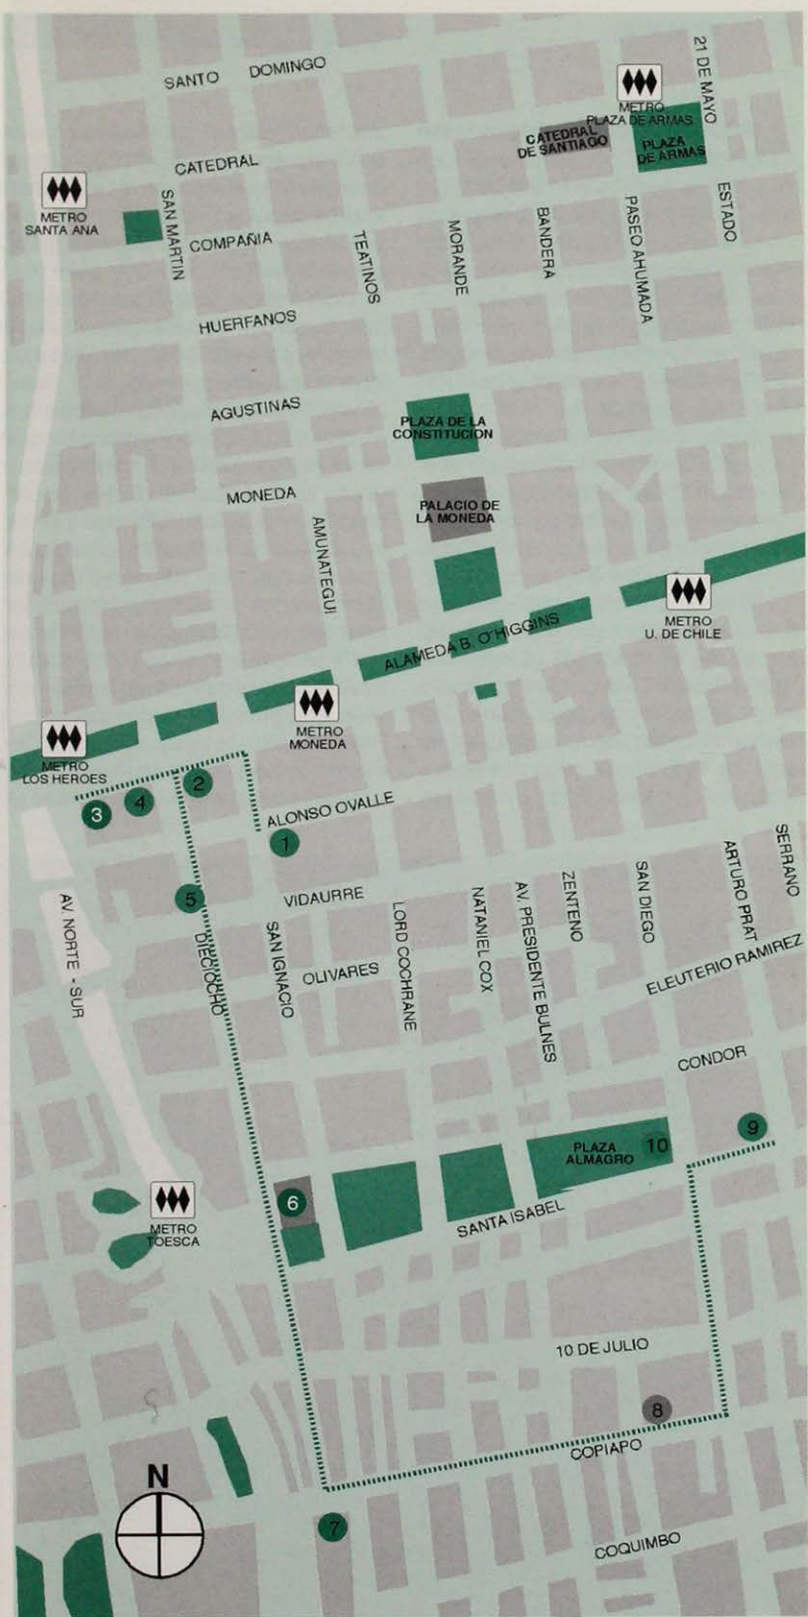 SANTO DOMINGO
21 DE MAYO
METRO
PLAZA DE ARMAS
CATEDRAL
DE SANTIAGO
PLAZA
DE ARMAS
CATEDRAL
METRO
SANTA ANA
SAN MARTIN
COMPAÑIA
TEATINOS
MORANDE
BANDERA
PASEO AHUMADA
ESTADO
HUERFANOS
AGUSTINAS
PLAZA DE LA
CONSTITUCION
MONEDA
PALACIO DE
LA MONEDA
AMUNATEGUI
METRO
U. DE CHILE
ALAMEDA B. O'HIGGINS
METRO
MONEDA
METRO
LOS HEROES
2
3
4
ALONSO OVALLE
1
5
VIDAURRE
AV. NORTE - SUR
DIECIOCHO
SAN IGNACIO
OLIVARES
LORD COCHRANE
NATANIEL COX
AV. PRESIDENTE BULNES
ZENTENO
SAN DIEGO
ARTURO PRAT
SERRANO
ELEUTERIO RAMIREZ
CONDOR
9
PLAZA
ALMAGRO
10
6
METRO
TOESCA
SANTA ISABEL
10 DE JULIO
8
COPIAPO
N
7
COQUIMBO